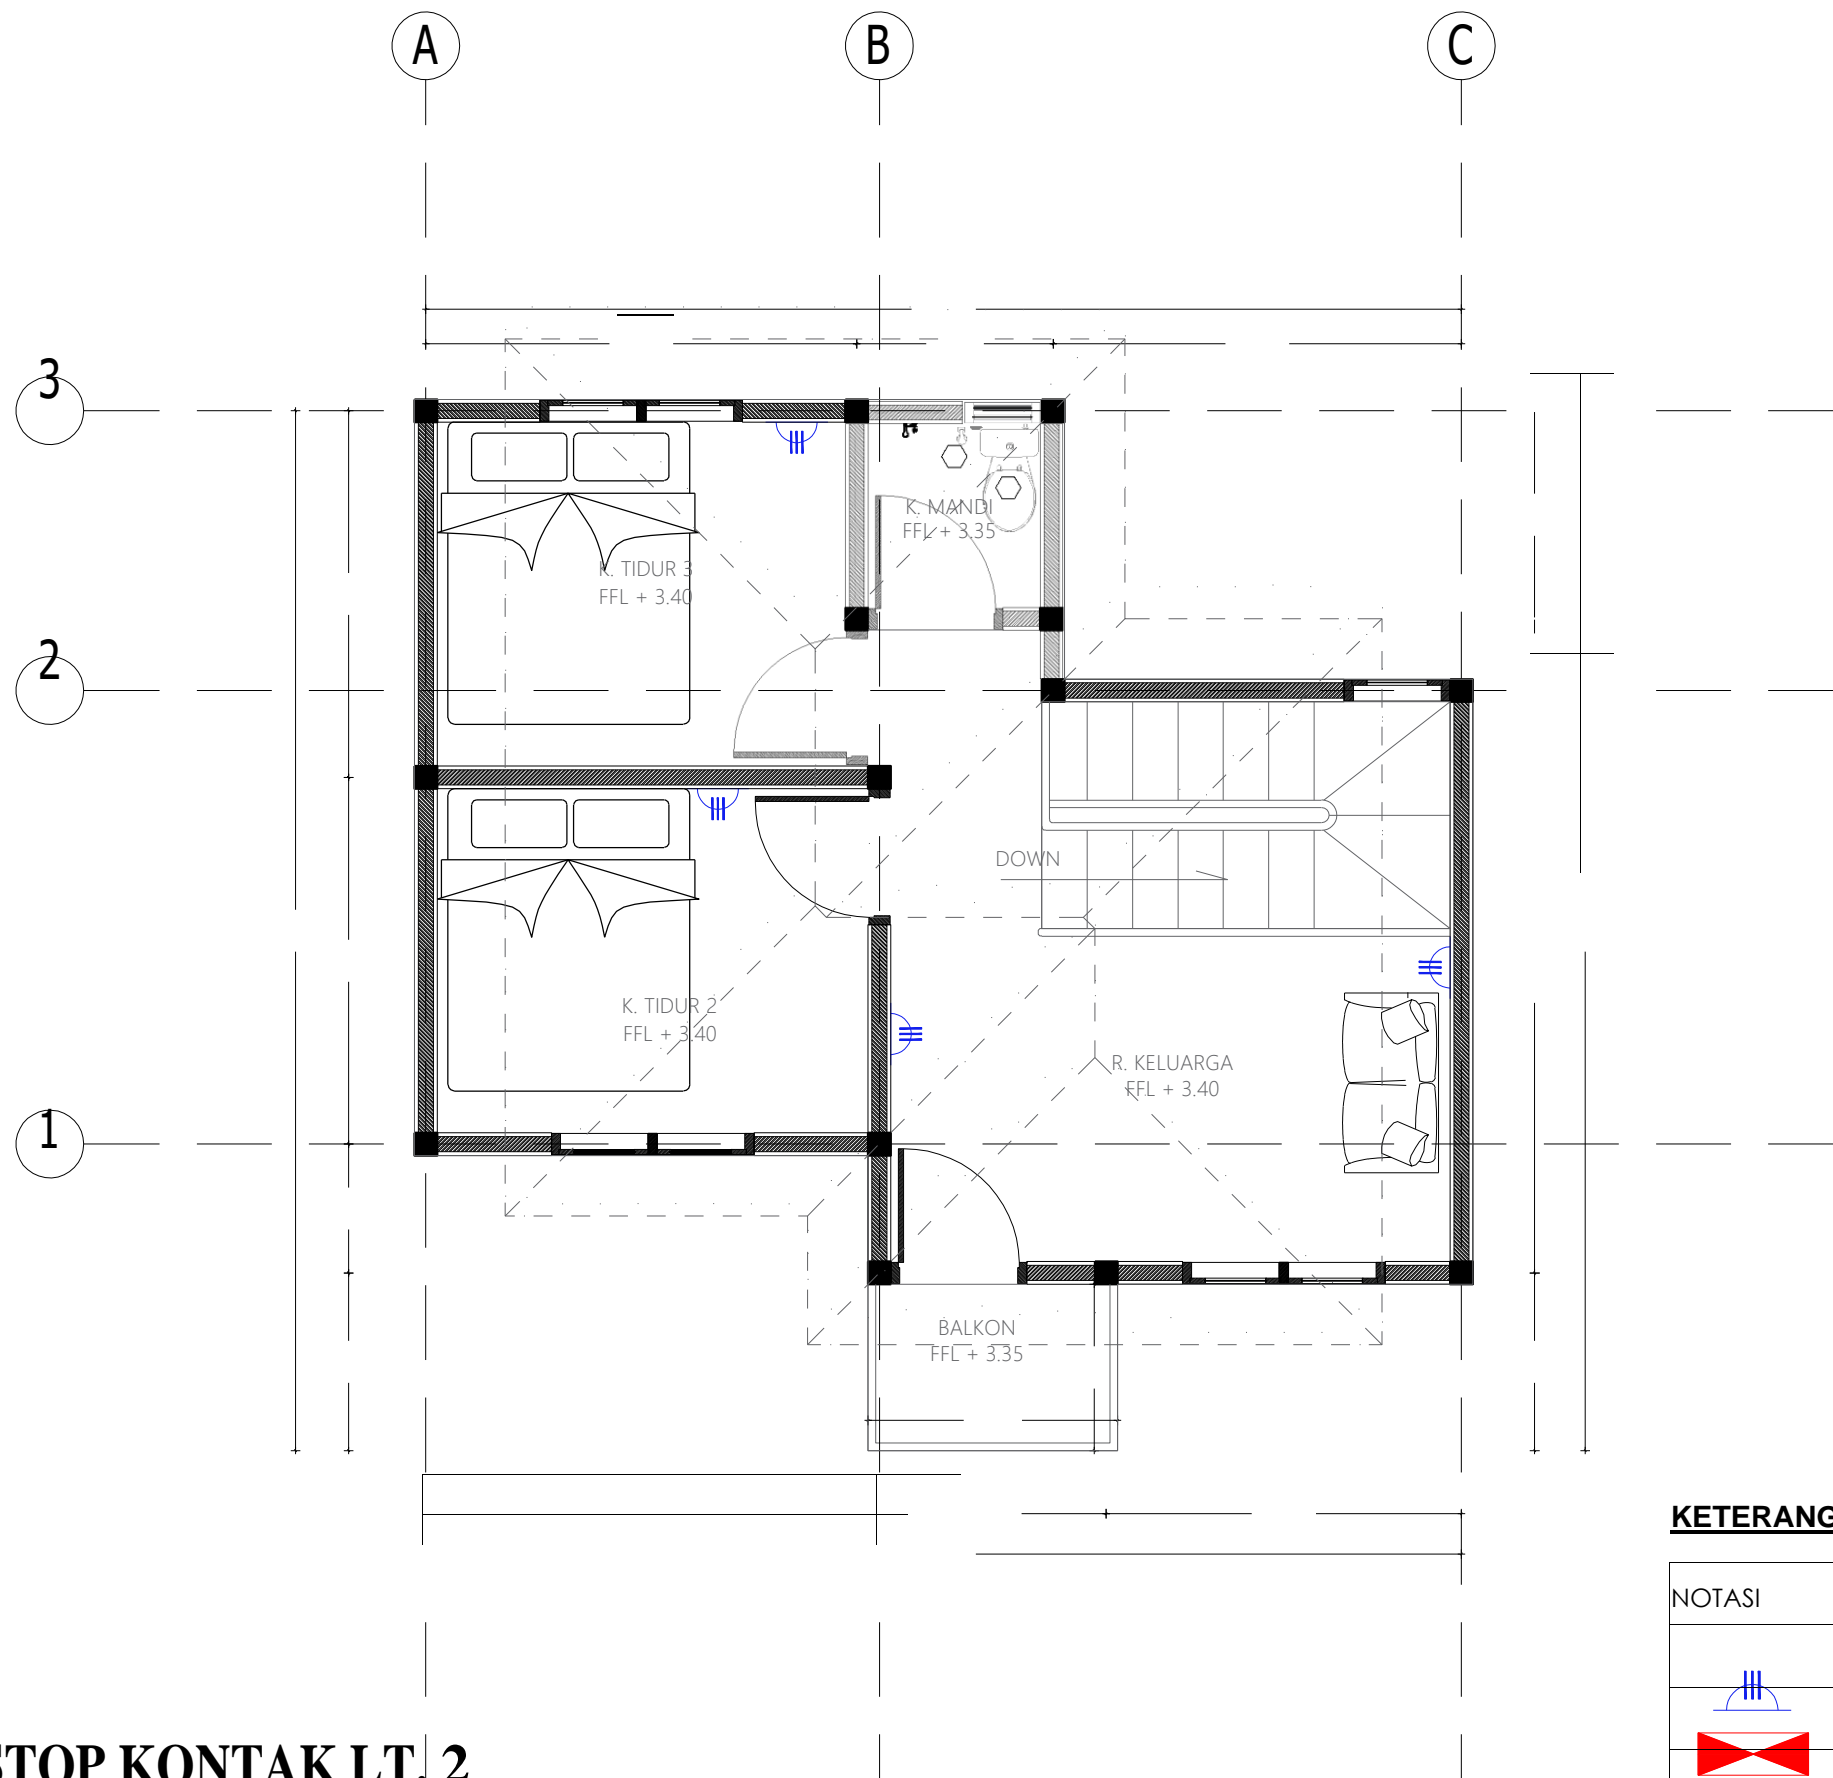 A
B
C
3
2
1
K. MANDI
FFL + 3.35
K. TIDUR 3
FFL + 3.40
DOWN
K. TIDUR 2
FFL + 3.40
R. KELUARGA
FFL + 3.40
BALKON
FFL + 3.35
KETERANG
NOTASI
STOP KONTAK LT. 2